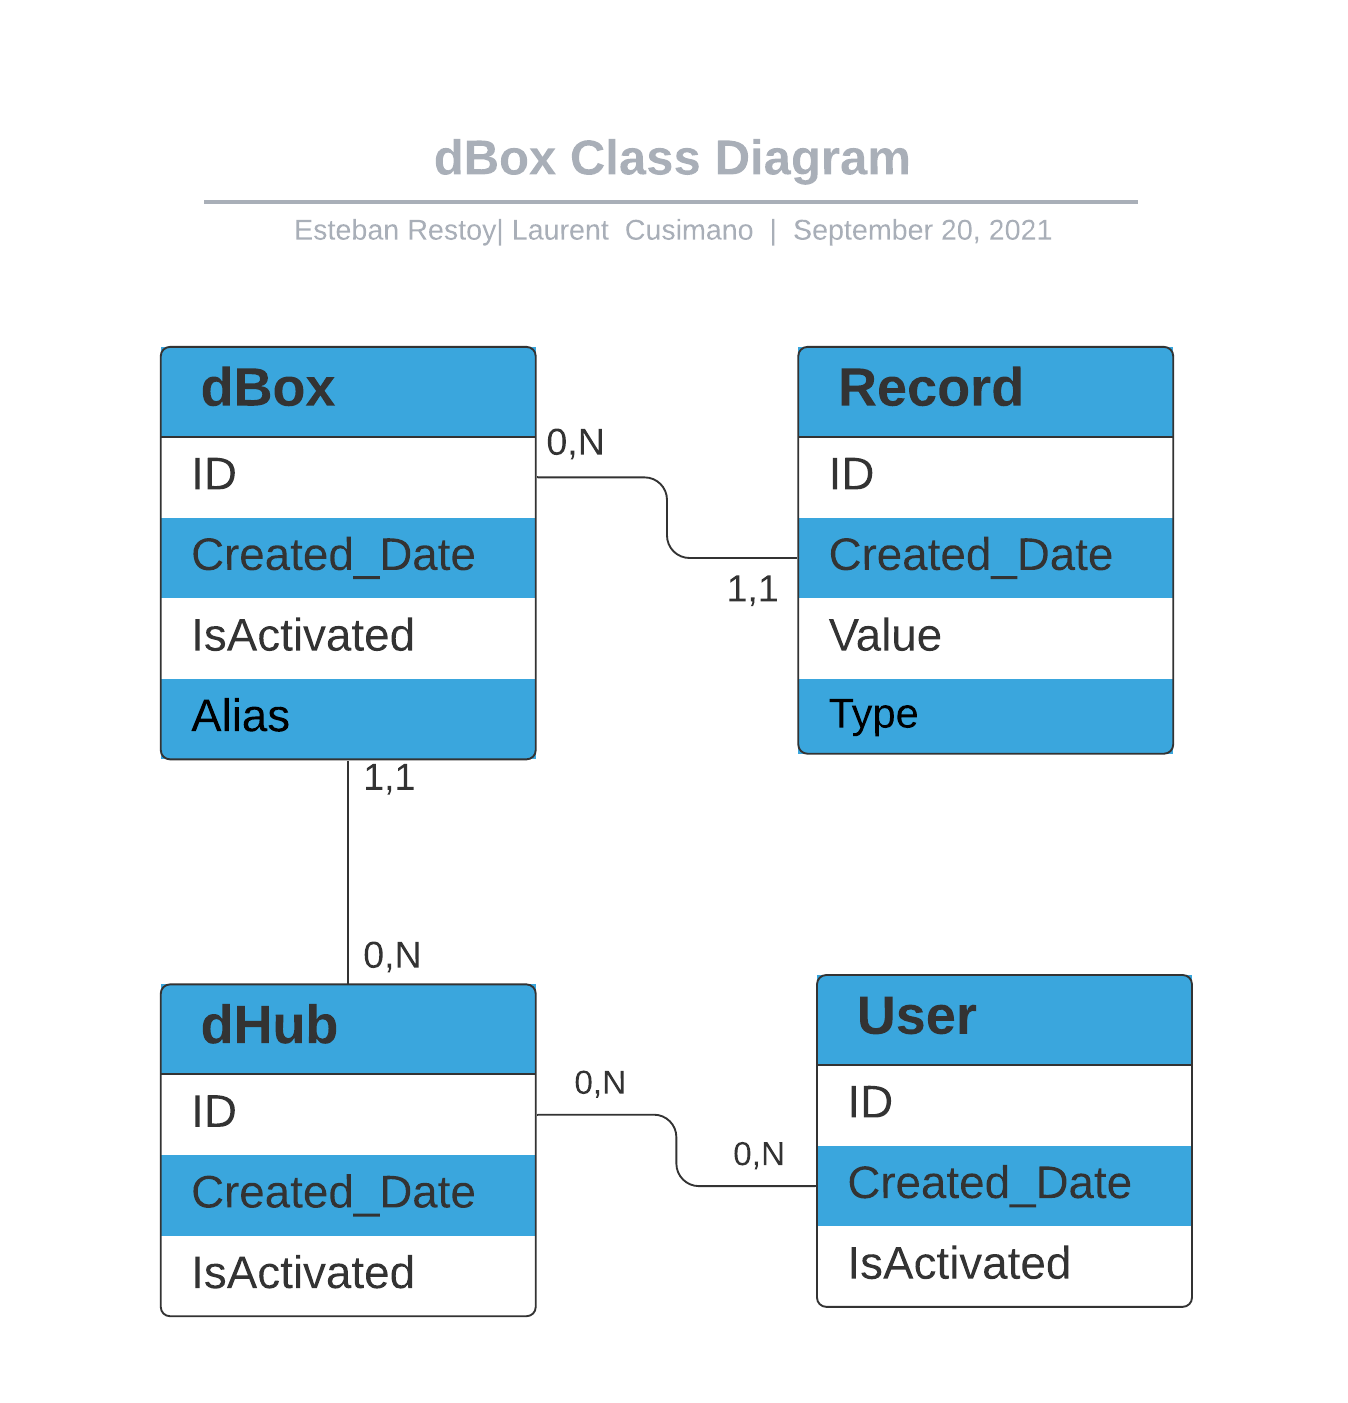 dBox Class Diagram
Esteban Restoy| Laurent Cusimano | September 20, 2021
dBox
ID
Created_Date
IsActivated
Alias
0,N
1,1
Record
ID
Created_Date
Value
Type
1,1
0,N
dHub
ID
Created_Date
IsActivated
0,N
0,N
User
ID
Created_Date
IsActivated